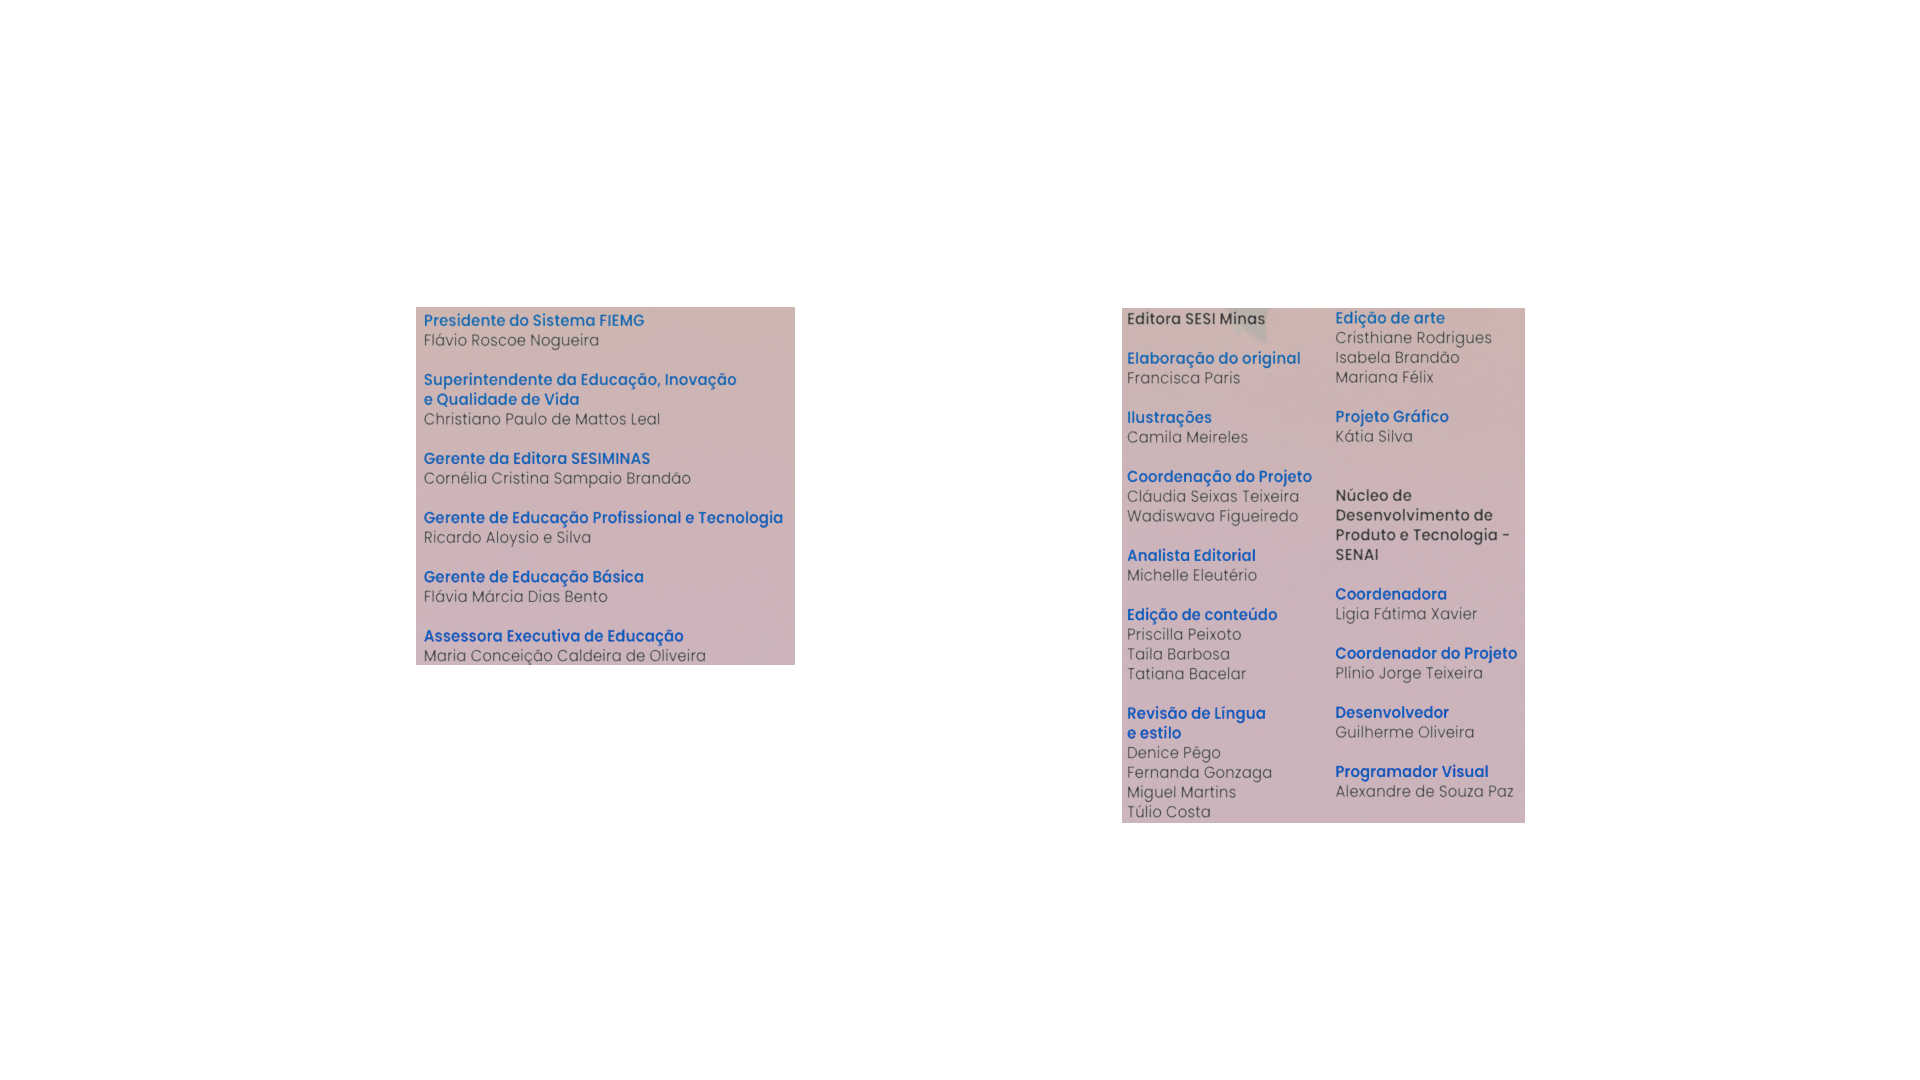 Presidente do Sistema FIEMG
Flávio Roscoe Nogueira
Superintendente da Educação, Inovação
e Qualidade de Vida
Christiano Paulo de Mattos Leal
Gerente da Editora SESIMINAS
Cornélia Cristina Sampaio Brandão
Gerente de Educação Profissional e Tecnologia
Ricardo Aloysio e Silva
Gerente de Educação Básica
Flávia Márcia Dias Bento
Assessora Executiva de Educação
Maria Conceição Caldeira de Oliveira
Editora SESI Minas
Elaboração do original
Francisca Paris
Ilustrações
Camila Meireles
Coordenação do Projeto
Cláudia Seixas Teixeira
Wadiswava Figueiredo
Analista Editorial
Michelle Eleutério
Edição de conteúdo
Priscilla Peixoto
Taíla Barbosa
Tatiana Bacelar
Revisão de Língua
e estilo
Denice Pêgo
Fernanda Gonzaga
Miguel Martins
Túlio Costa
Edição de arte
Cristhiane Rodrigues
Isabela Brandão
Mariana Félix
Projeto Gráfico
Kátia Silva
Núcleo de
Desenvolvimento de
Produto e Tecnologia -
SENAI
Coordenadora
Ligia Fátima Xavier
Coordenador do Projeto
Plínio Jorge Teixeira
Desenvolvedor
Guilherme Oliveira
Programador Visual
Alexandre de Souza Paz